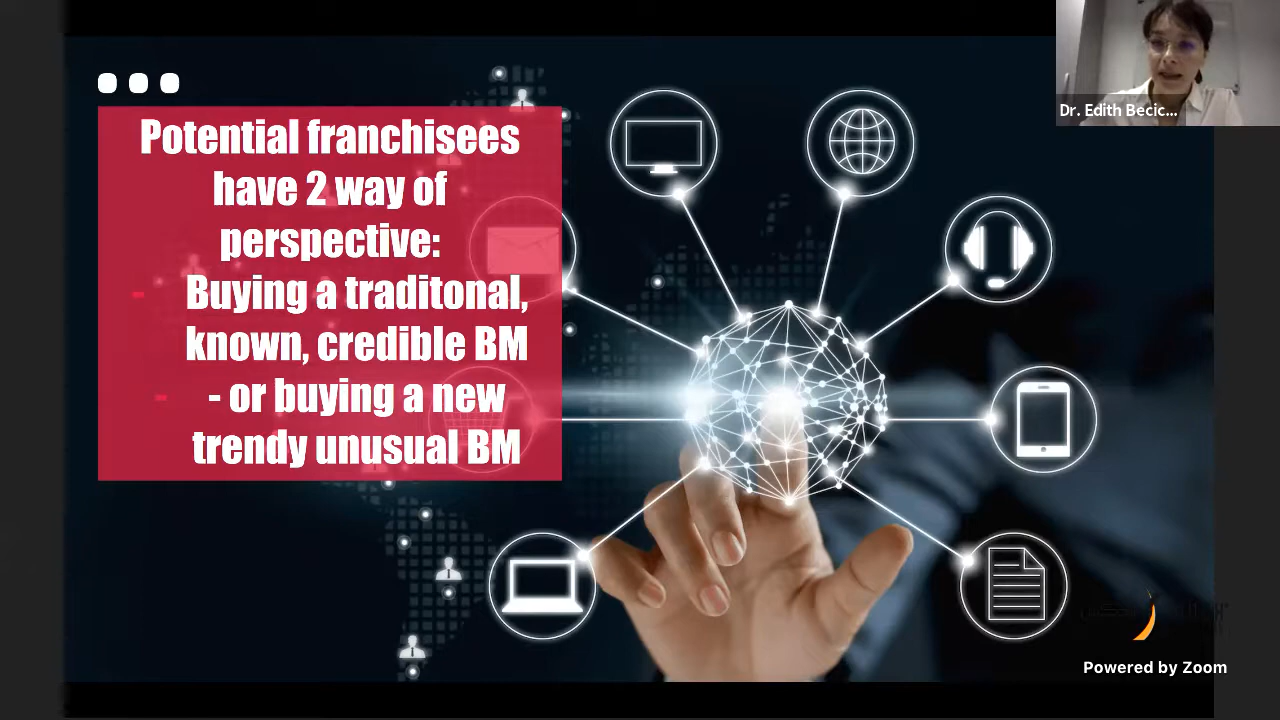 Dr. Edith Becic...
Potential franchisees
have 2 way of
perspective:
- Buying a traditonal,
known, credible BM
- - or buying a new
trendy unusual BM
Powered by Zoom